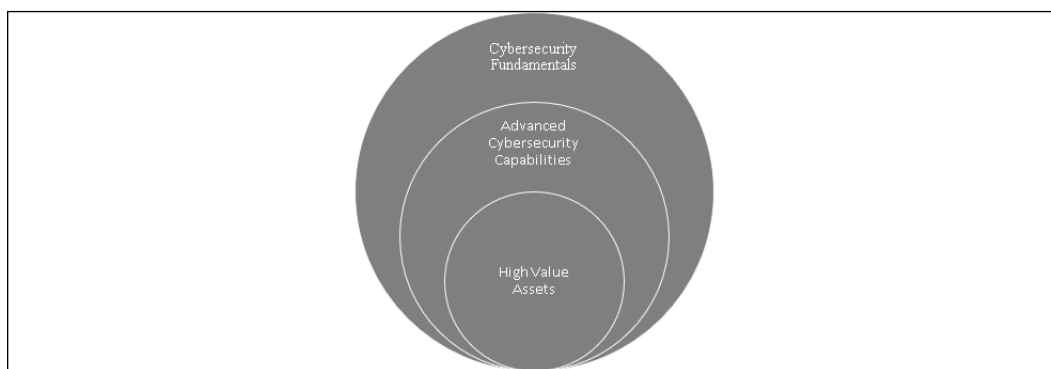 Cybersecurity
Fundamentals
Advanced
Cybersecurity
Capabilities
High Value
Assets